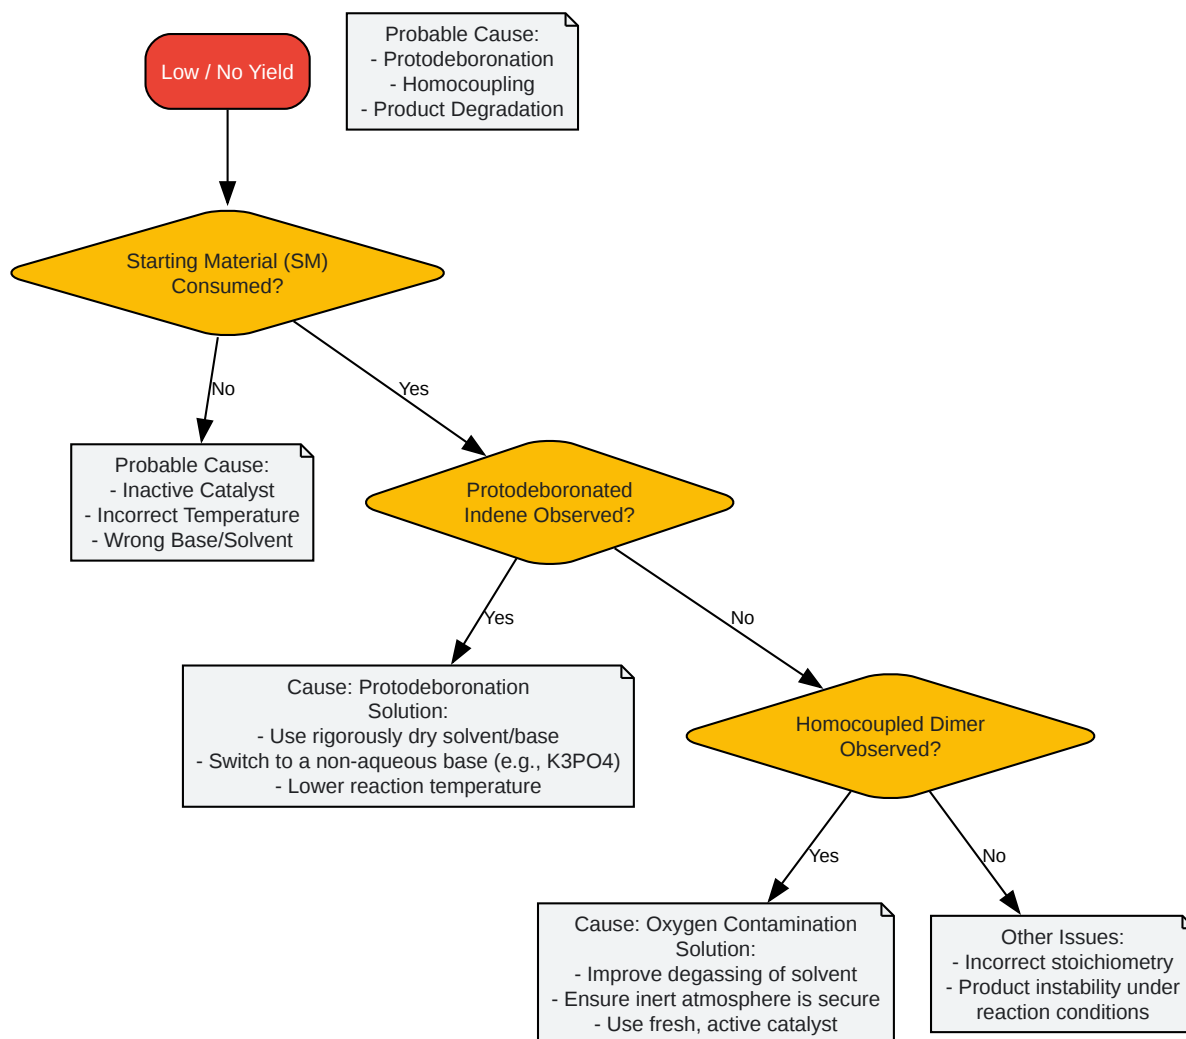 Low / No Yield
Probable Cause:
- Protodeboronation
- Homocoupling
- Product Degradation
Starting Material (SM)
Consumed?
No
Yes
Probable Cause:
- Inactive Catalyst
- Incorrect Temperature
- Wrong Base/Solvent
Protodeboronated
Indene Observed?
Yes
No
Cause: Protodeboronation
Solution:
- Use rigorously dry solvent/base
- Switch to a non-aqueous base (e.g., K3PO4)
- Lower reaction temperature
Homocoupled Dimer
Observed?
Yes
No
Cause: Oxygen Contamination
Solution:
- Improve degassing of solvent
- Ensure inert atmosphere is secure
- Use fresh, active catalyst
Other Issues:
- Incorrect stoichiometry
- Product instability under
reaction conditions